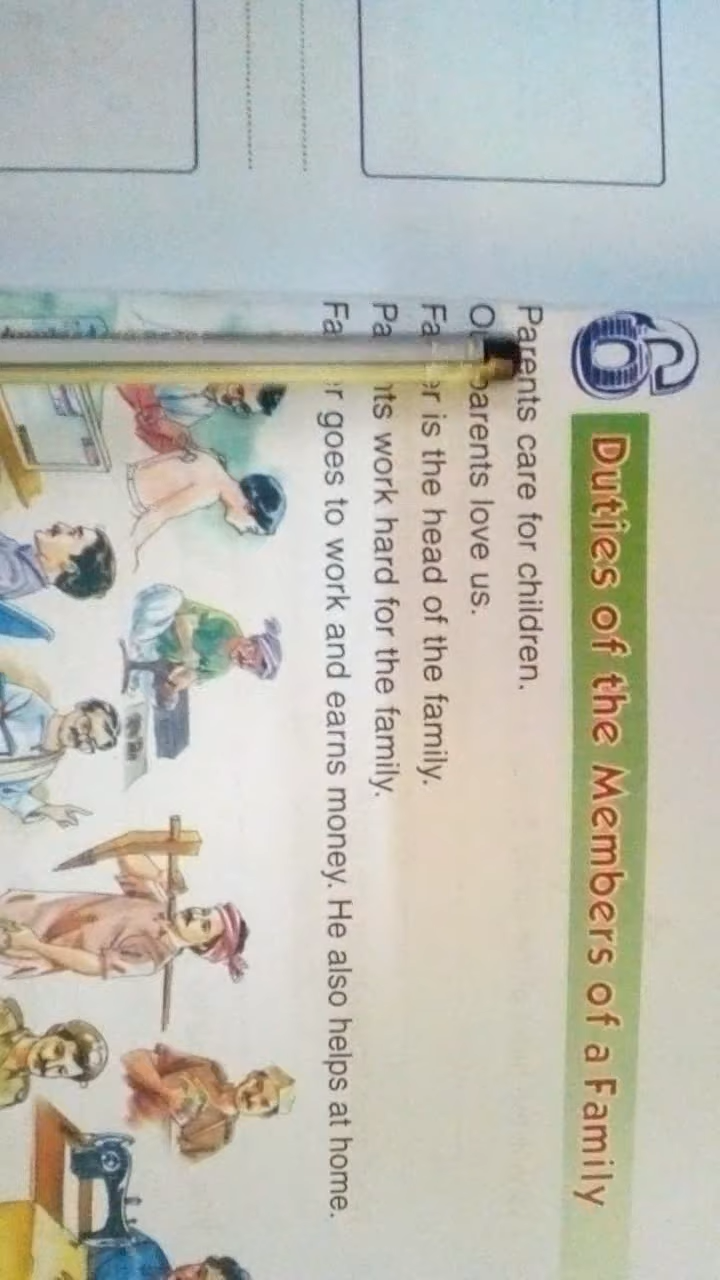 6 Duties of the Members of a Family
Parents care for children.
parents love us.
is the head of the family.
work hard for the family.
goes to work and earns money. He also helps at home.